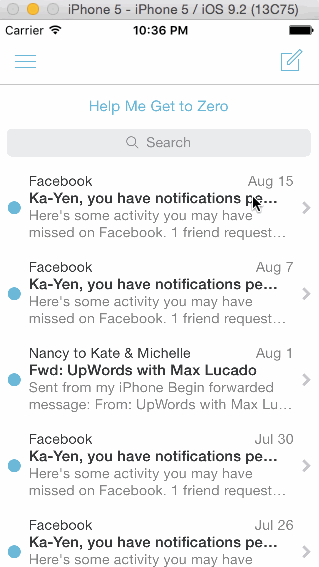 iPhone 5 - iPhone 5 / iOS 9.2 (13C75)
Carrier 10:36 PM
Help Me Get to Zero
Search
Facebook Aug 15
Ka-Yen, you have notifications pe...
Here's some activity you may have
missed on Facebook. 1 friend request...
Facebook Aug 7
Ka-Yen, you have notifications pe...
Here's some activity you may have
missed on Facebook. 1 friend request...
Nancy to Kate & Michelle Aug 1
Fwd: UpWords with Max Lucado
Sent from my iPhone Begin forwarded
message: From: UpWords with Max Lu...
Facebook Jul 30
Ka-Yen, you have notifications pe...
Here's some activity you may have
missed on Facebook. 1 friend request...
Facebook Jul 26
Ka-Yen, you have notifications pe...
Here's some activity you may have